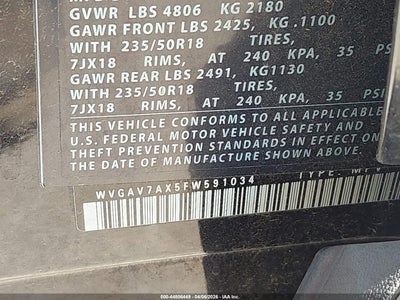 GVWR LBS 4806 KG 2180
GAWR FRONT LBS 2425, KG .1100
WITH 235/50R18 TIRES,
7JX18 RIMS, AT 240 KPA, 35 PSI
GAWR REAR LBS 2491, KG1130
WITH 235/50R18 TIRES,
7JX18 RIMS, AT 240 KPA, 35 PSI
THIS VEHICLE CONFORMS TO ALL APPLICABLE
U.S. FEDERAL MOTOR VEHICLE SAFETY AND
THEFT PREVENTION STANDARDS IN EFFECT ON
THE DATE OF MANUFACTURE SHOWN ABOVE.
WVGAV7AX5FW591034 TYPE: MPV